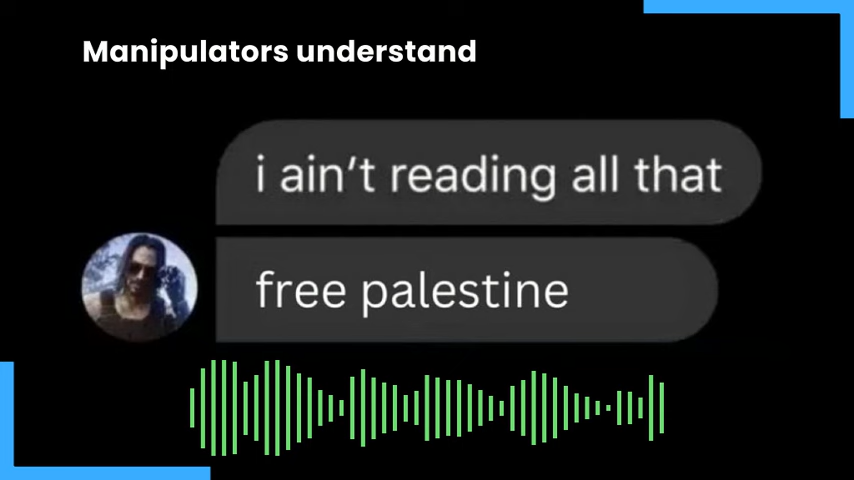 Manipulators understand
i ain’t reading all that
free palestine